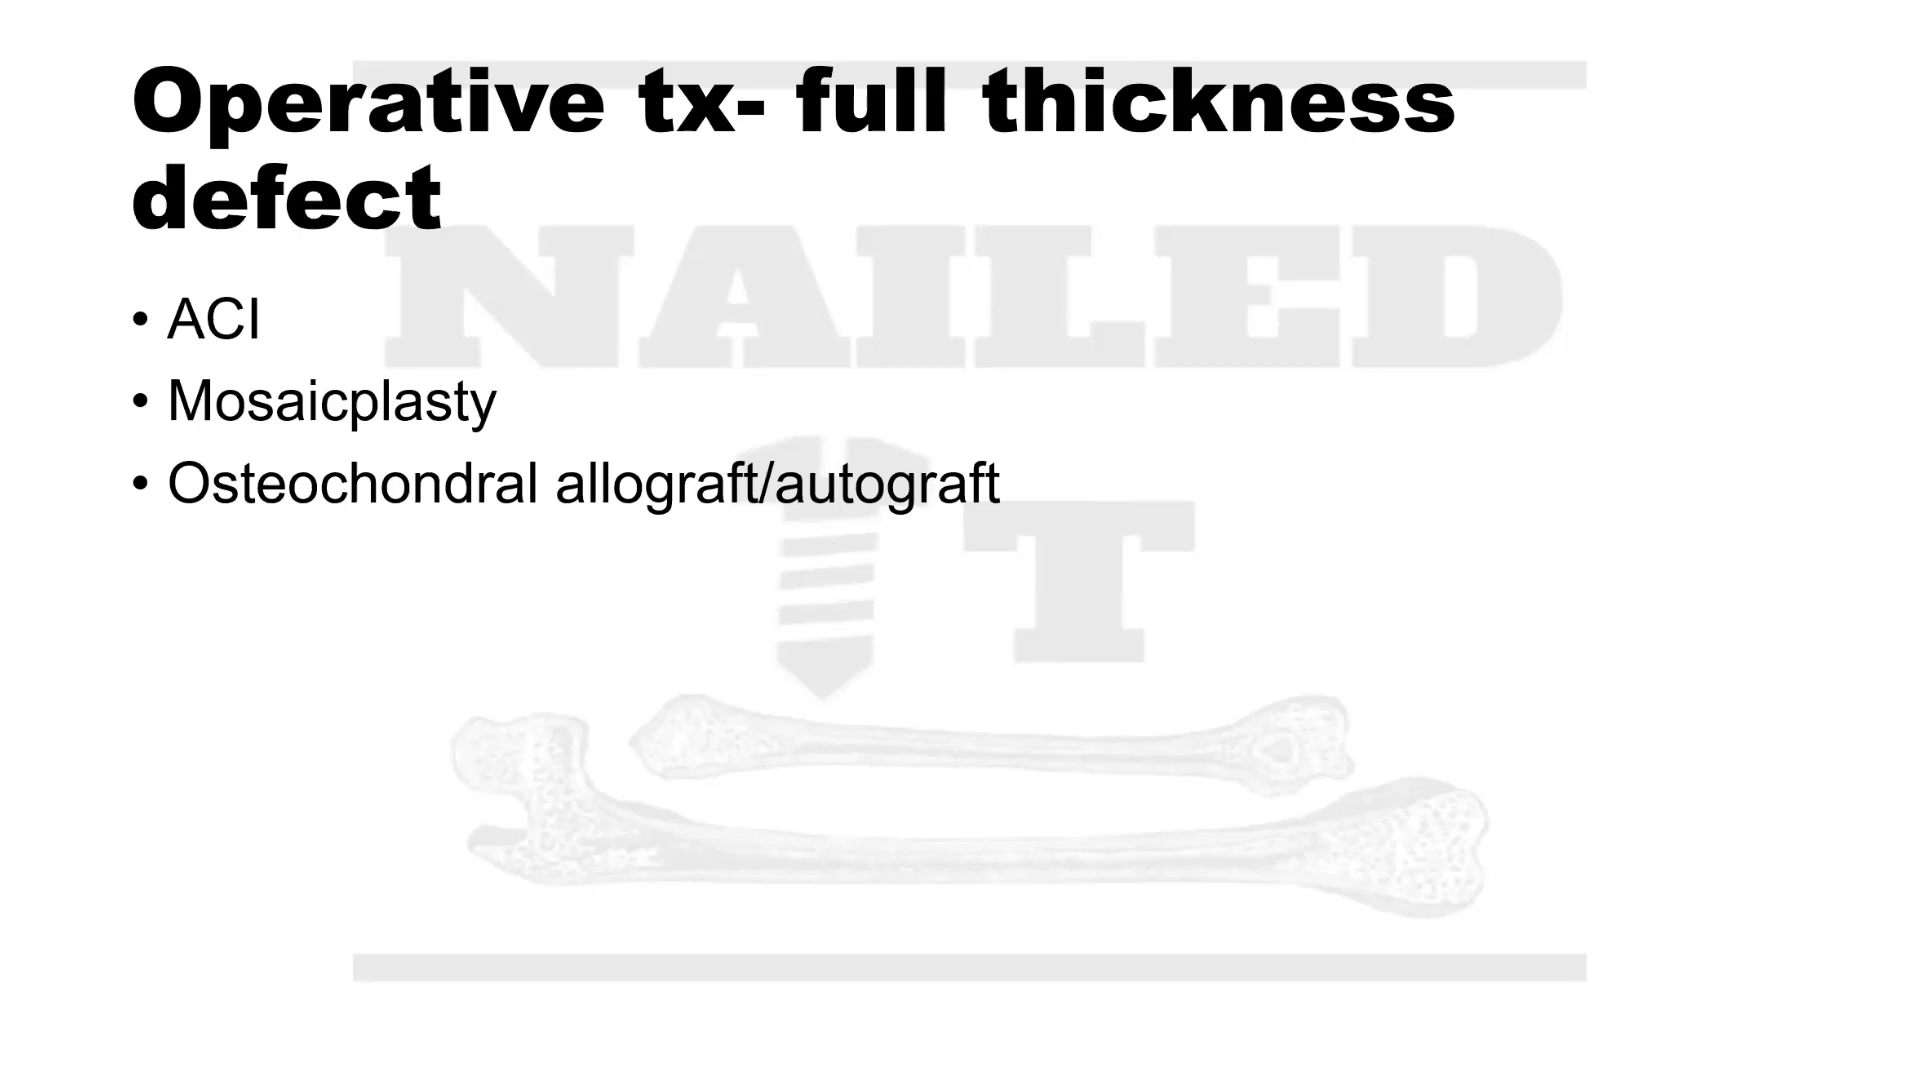 Operative tx- full thickness
defect
• ACI
• Mosaicplasty
• Osteochondral allograft/autograft
NAILED
IT